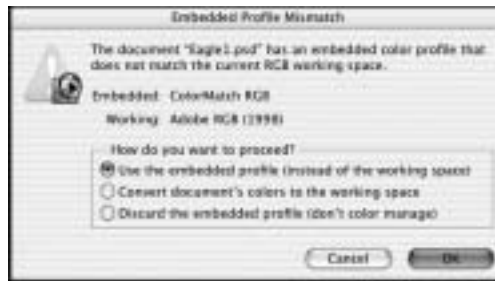 Embedded Profile Mismatch
The document "Eagle1.psd" has an embedded color profile that
does not match the current RGB working space.
Embedded: ColorMatch RGB
Working: Adobe RGB (1998)
How do you want to proceed?
Use the embedded profile (instead of the working space)
Convert document's colors to the working space
Discard the embedded profile (don't color manage)
Cancel OK